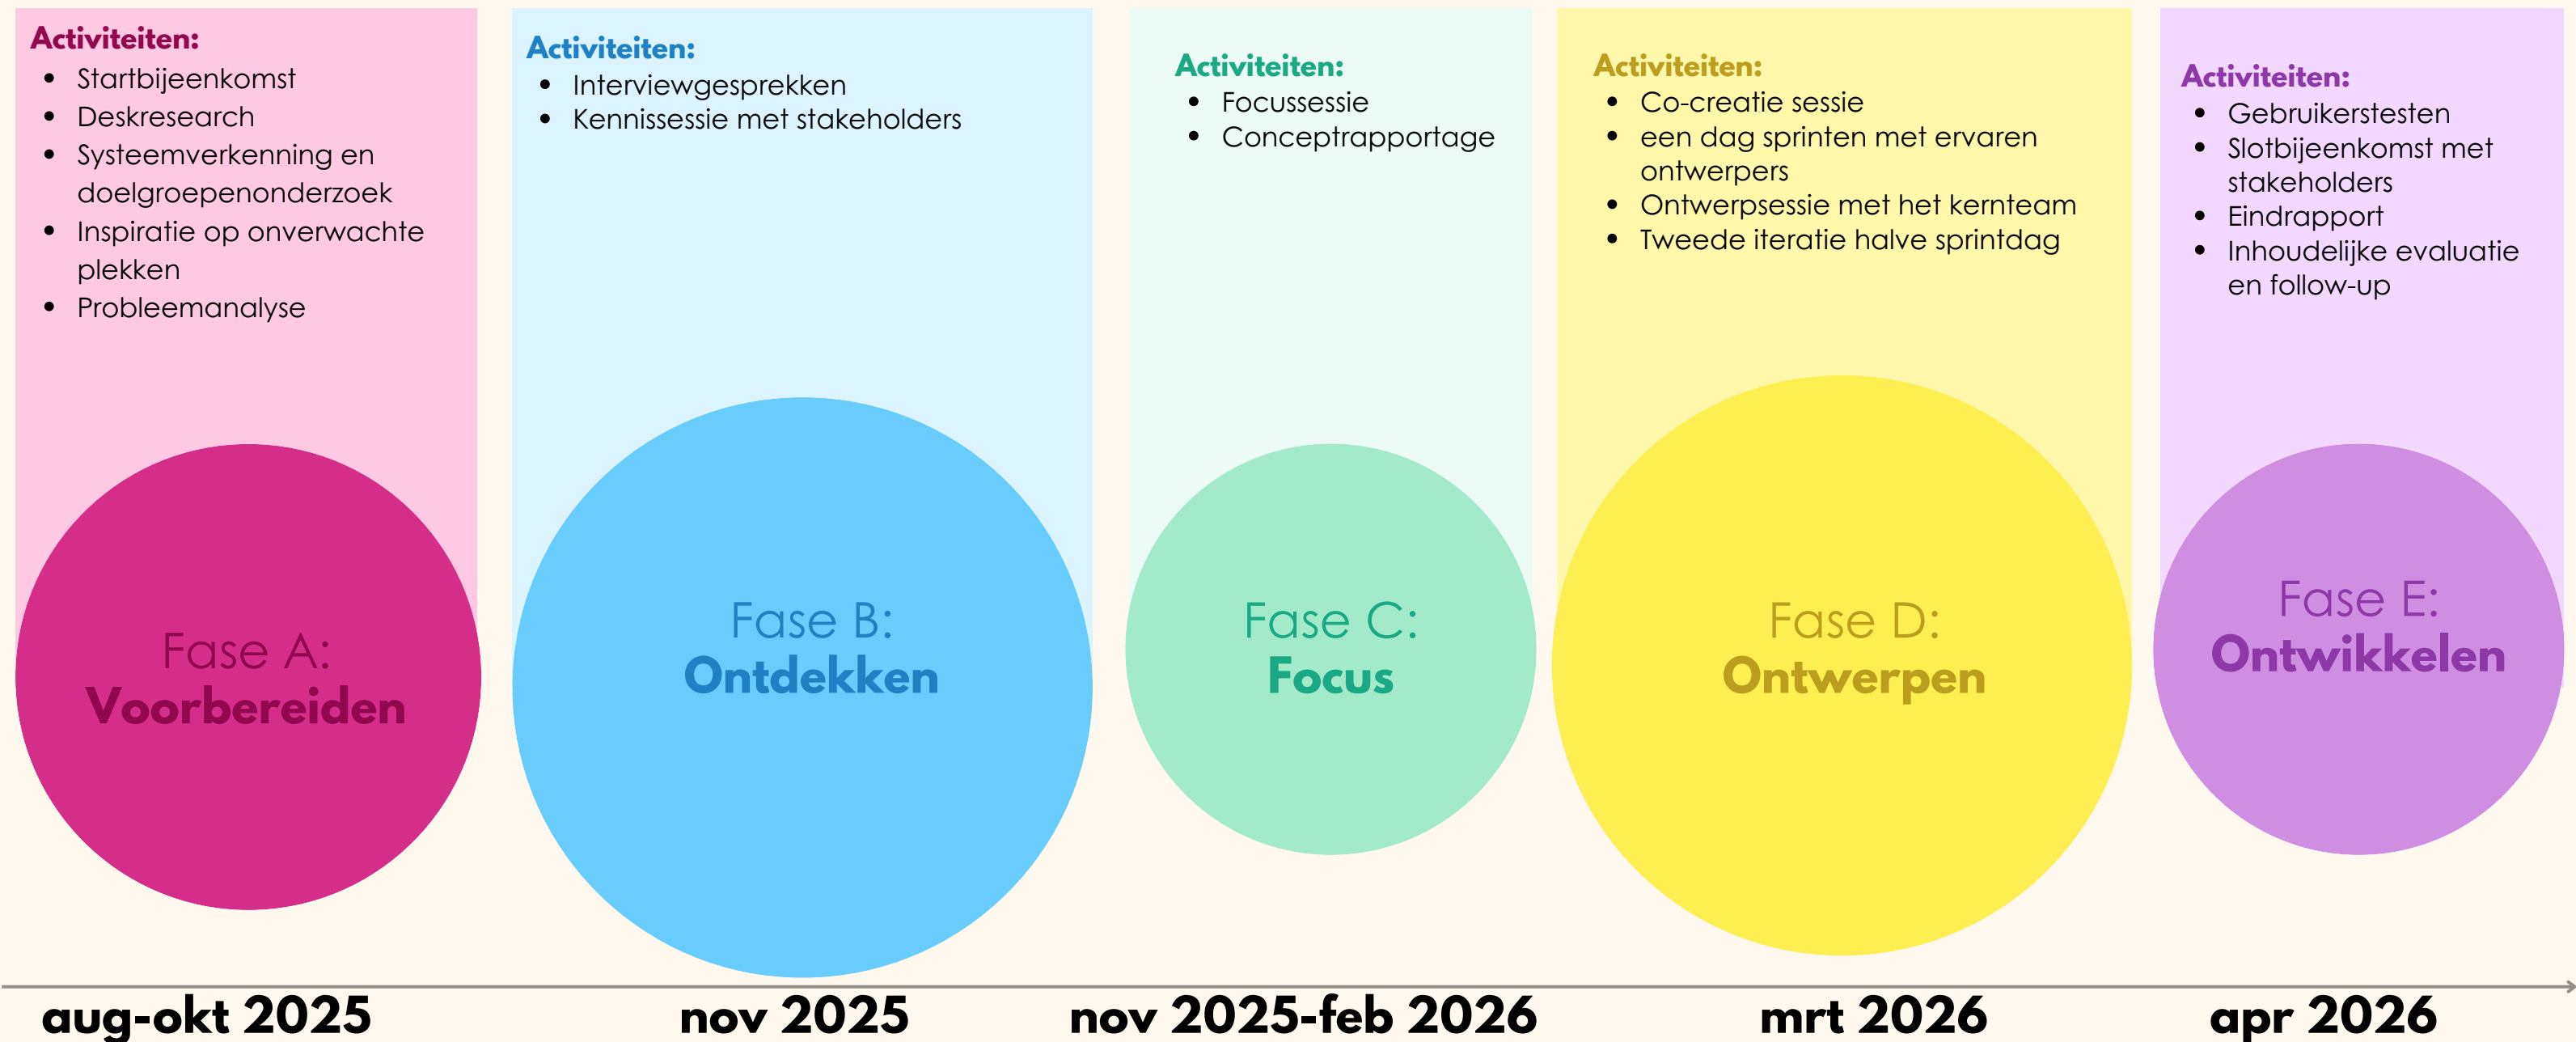 Activiteiten:
• Startbijeenkomst
• Deskresearch
• Systeemverkenning en
doelgroepenonderzoek
• Inspiratie op onverwachte
plekken
• Probleemanalyse
Fase A:
Voorbereiden
aug-okt 2025
Activiteiten:
• Interviewgesprekken
• Kennissessie met stakeholders
Fase B:
Ontdekken
nov 2025
Activiteiten:
• Focussessie
• Conceptrapportage
Fase C:
Focus
nov 2025-feb 2026
Activiteiten:
• Co-creatie sessie
• een dag sprinten met ervaren
ontwerpers
• Ontwerpsessie met het kernteam
• Tweede iteratie halve sprintdag
Fase D:
Ontwerpen
mrt 2026
Activiteiten:
• Gebruikerstesten
• Slotbijeenkomst met
stakeholders
• Eindrapport
• Inhoudelijke evaluatie
en follow-up
Fase E:
Ontwikkelen
apr 2026